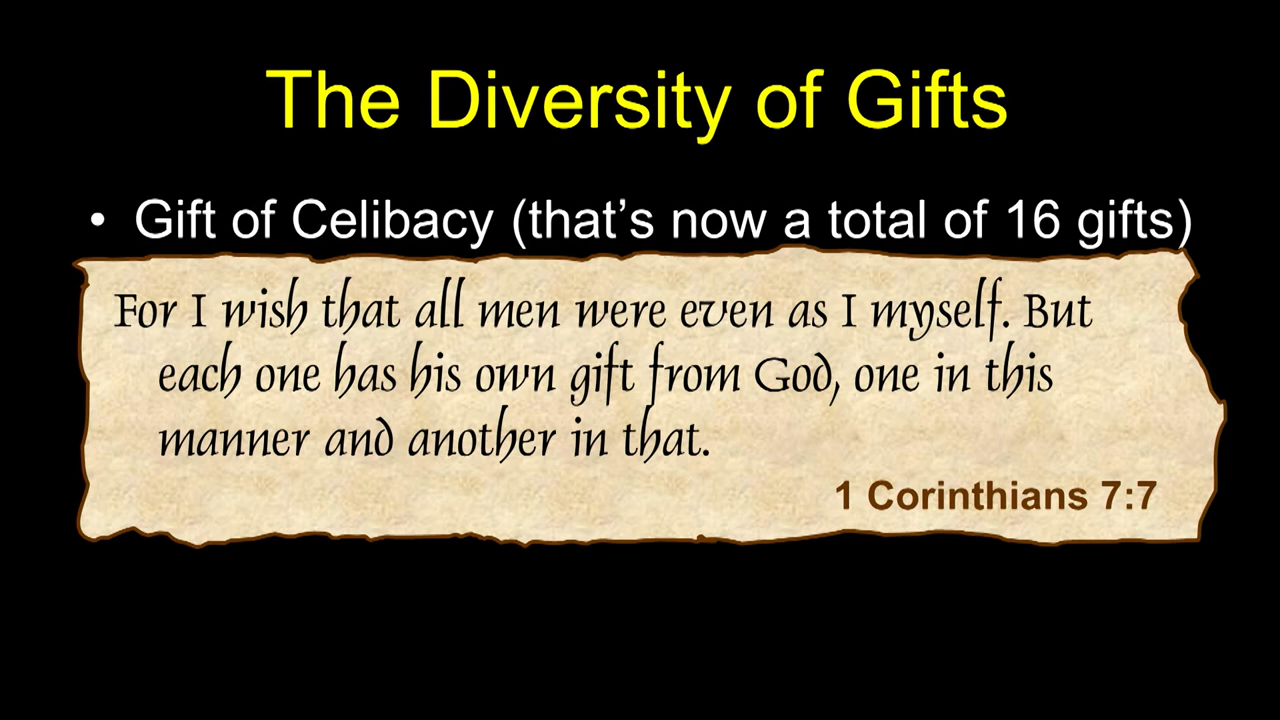 The Diversity of Gifts
• Gift of Celibacy (that’s now a total of 16 gifts)
For I wish that all men were even as I myself. But
each one has his own gift from God, one in this
manner and another in that.
1 Corinthians 7:7